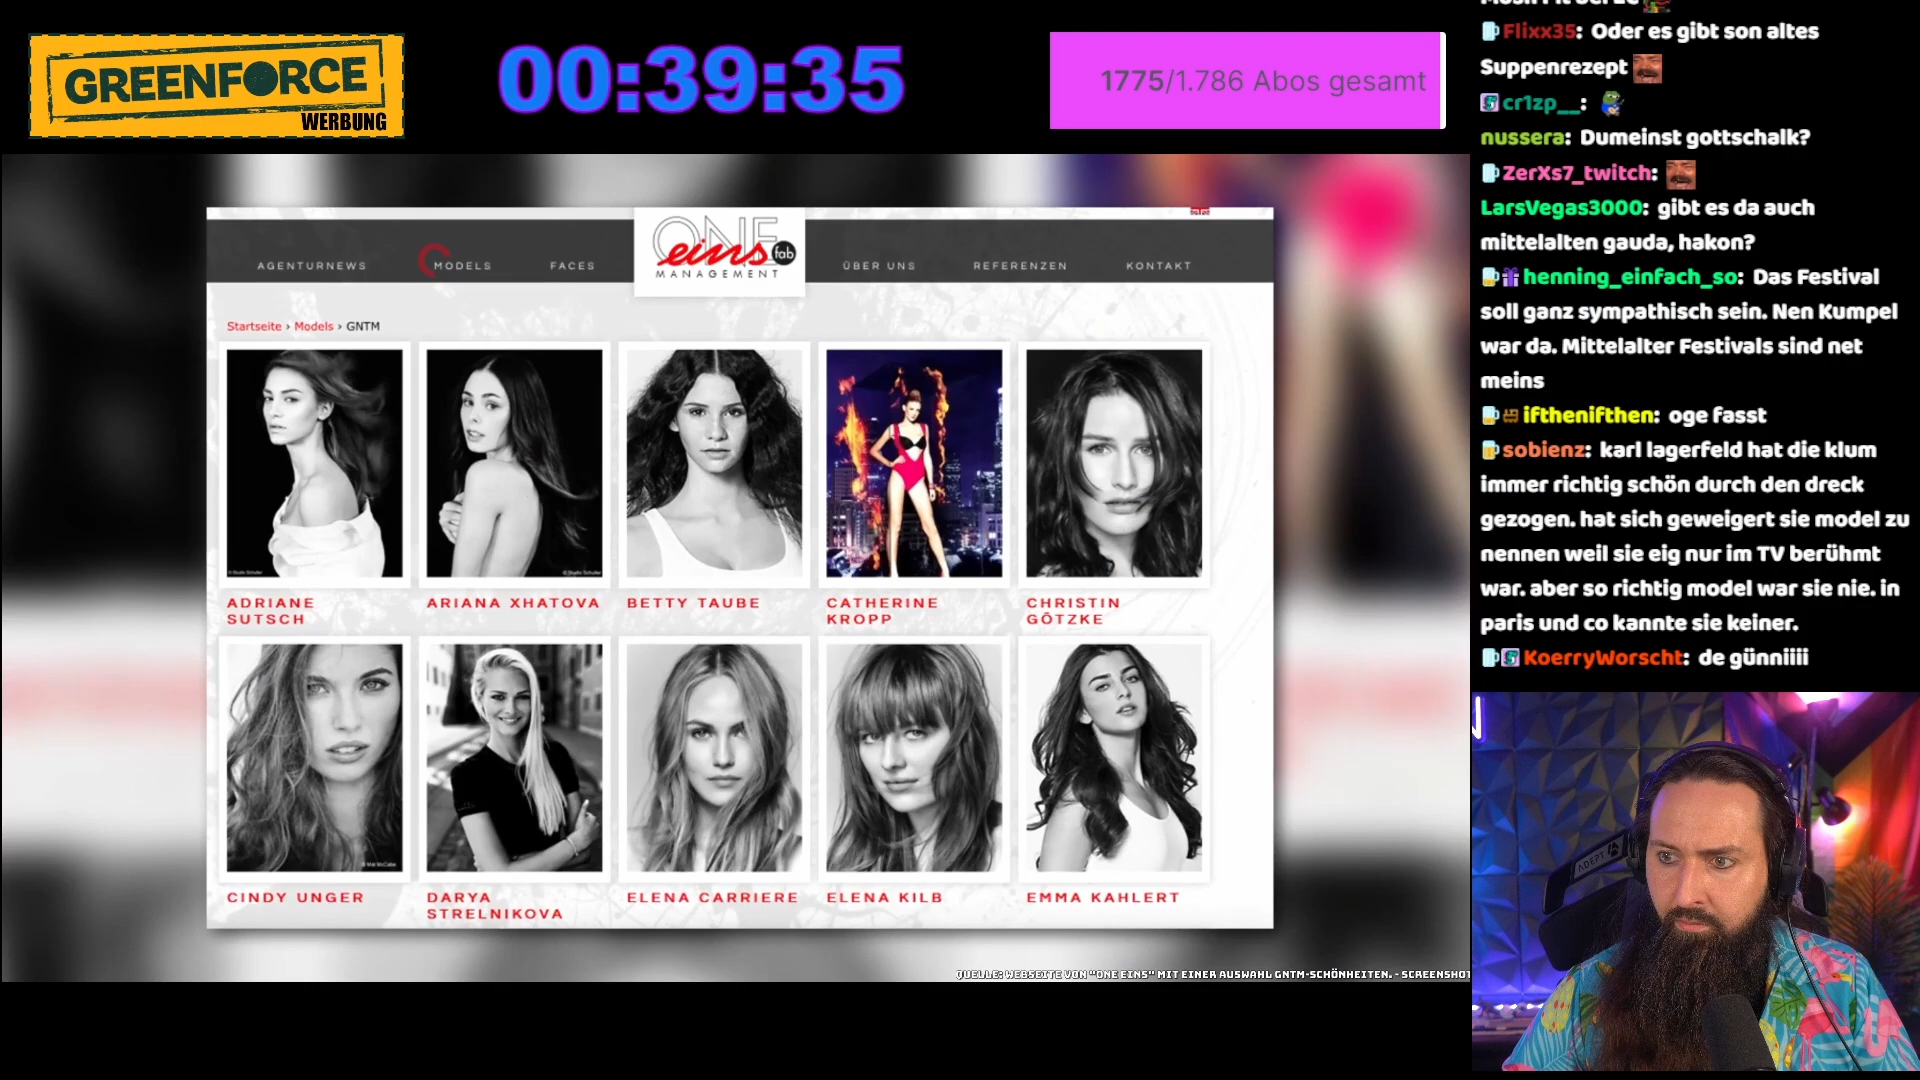 GREENFORCE
WERBUNG
00:39:35
1775/1.786 Abos gesamt
ONE
eins
fab
MANAGEMENT
AGENTURNEWS
MODELS
FACES
ÜBER UNS
REFERENZEN
KONTAKT
Startseite › Models › GNTM
ADRIANE
SUTSCH
ARIANA XHATOVA
BETTY TAUBE
CATHERINE
KROPP
CHRISTIN
GÖTZKE
CINDY UNGER
DARYA
STRELNIKOVA
ELENA CARRIERE
ELENA KILB
EMMA KAHLERT
QUELLE: WEBSEITE VON "ONE EINS" MIT EINER AUSWAHL GNTM-SCHÖNHEITEN. - SCREENSHOT
Flixx35: Oder es gibt son altes
Suppenrezept
cr1zp__:
nussera: Dumeinst gottschalk?
ZerXs7_twitch:
LarsVegas3000: gibt es da auch
mittelalten gauda, hakon?
henning_einfach_so: Das Festival
soll ganz sympathisch sein. Nen Kumpel
war da. Mittelalter Festivals sind net
meins
ifthenifthen: oge fasst
sobienz: karl lagerfeld hat die klum
immer richtig schön durch den dreck
gezogen. hat sich geweigert sie model zu
nennen weil sie eig nur im TV berühmt
war. aber so richtig model war sie nie. in
paris und co kannte sie keiner.
KoerryWorscht: de günniiii
ADEPT